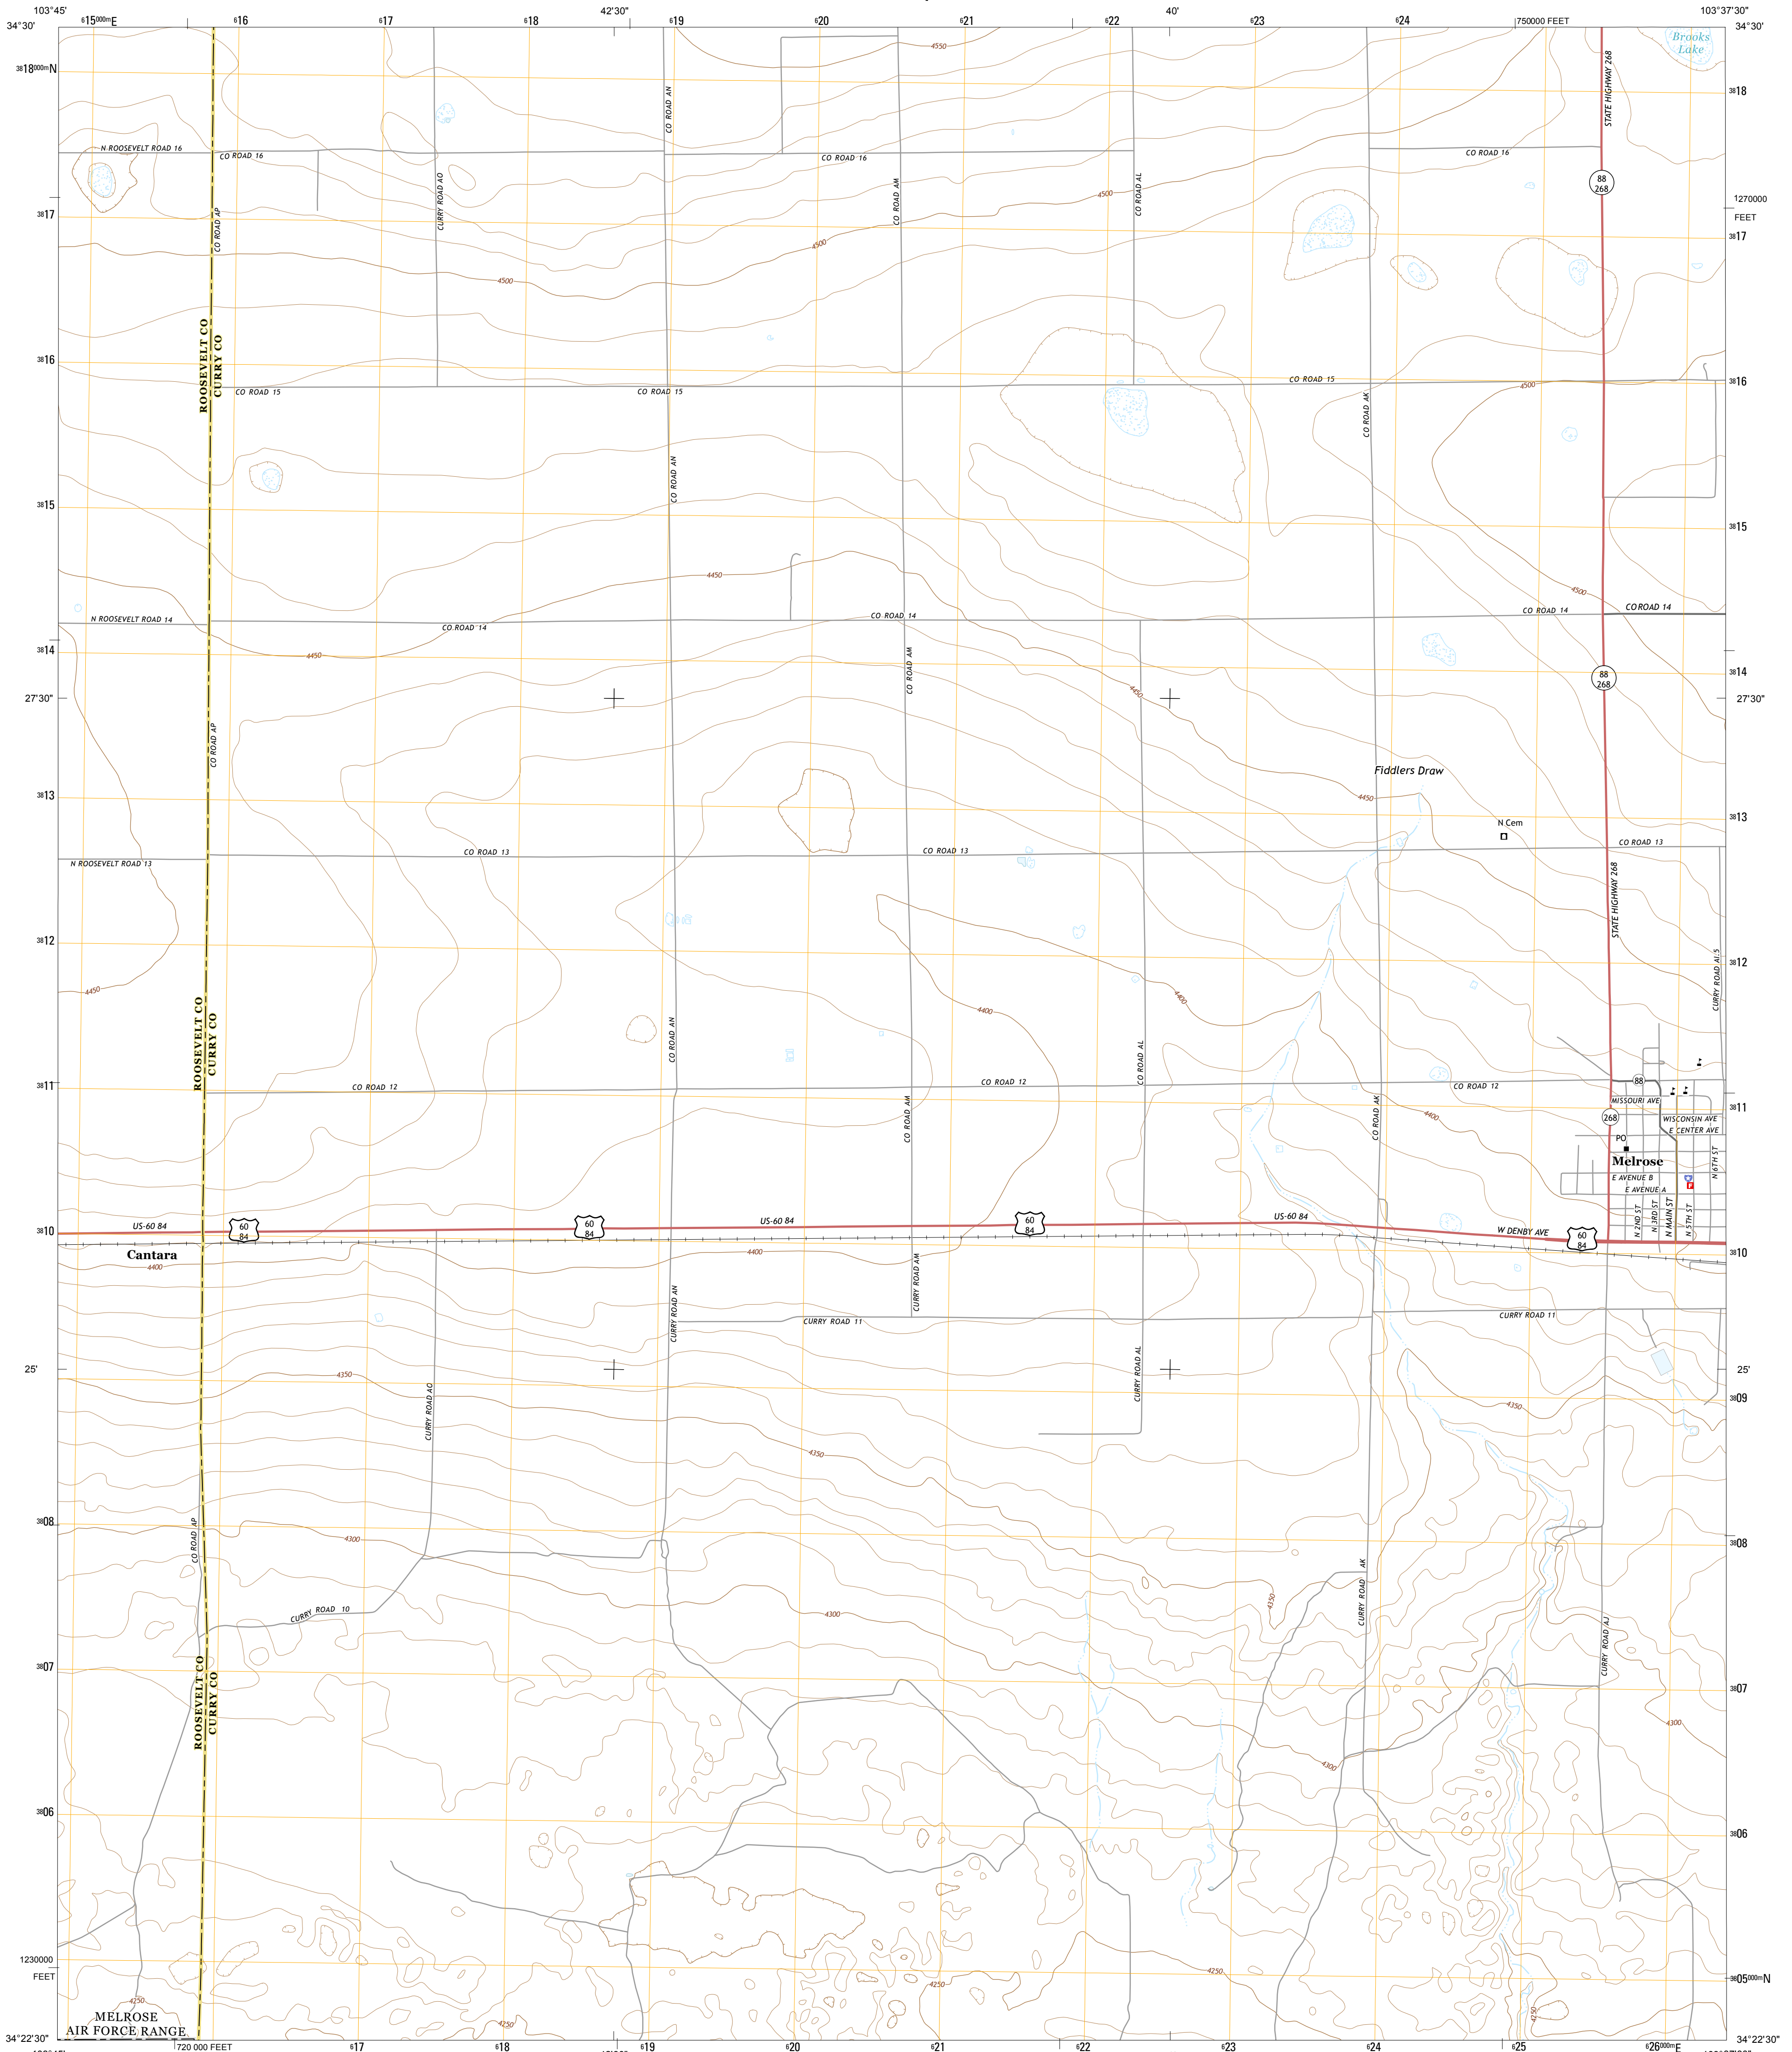 103°45'
615000mE
616
617
618
42'30"
619
620
621
622
40'
623
624
750000 FEET
103°37'30"
34°30'
34°30'
Brooks
Lake
3818000mN
3818
4550
CO ROAD AN
STATE HIGHWAY 268
N ROOSEVELT ROAD 16
CO ROAD 16
CO ROAD 16
CO ROAD 16
88
268
CURRY ROAD AO
CO ROAD AM
CO ROAD AL
4500
1270000
FEET
3817
3817
CO ROAD AP
4500
4500
ROOSEVELT CO
CURRY CO
3816
3816
CO ROAD 15
CO ROAD 15
CO ROAD 15
4500
CO ROAD AK
CO ROAD AN
3815
3815
4450
4500
N ROOSEVELT ROAD 14
CO ROAD 14
CO ROAD 14
CO ROAD 14
CO ROAD 14
3814
3814
4450
CO ROAD AM
88
268
27'30"
4450
27'30"
CO ROAD AP
Fiddlers Draw
3813
3813
4450
N Cem
N ROOSEVELT ROAD 13
CO ROAD 13
CO ROAD 13
CO ROAD 13
STATE HIGHWAY 268
3812
3812
4450
4400
4400
CURRY ROAD AI.5
ROOSEVELT CO
CURRY CO
CO ROAD AN
CO ROAD AL
3811
3811
CO ROAD 12
CO ROAD 12
CO ROAD 12
88
CO ROAD AM
CO ROAD AK
4400
MISSOURI AVE
268
WISCONSIN AVE
E CENTER AVE
PO
Melrose
N 6TH ST
E AVENUE B
E AVENUE A
N 2ND ST
N 3RD ST
N MAIN ST
N 5TH ST
3810
3810
US-60 84
60
84
60
84
US-60 84
60
84
US-60 84
W DENBY AVE
60
84
Cantara
4400
4400
CURRY ROAD AN
CURRY ROAD AM
CURRY ROAD 11
CURRY ROAD 11
25'
25'
4350
CURRY ROAD AO
CURRY ROAD AL
4350
3809
4350
3808
3808
CO ROAD AP
4300
4350
CURRY ROAD AK
CURRY ROAD 10
4300
CURRY ROAD AJ
3807
3807
ROOSEVELT CO
CURRY CO
4300
4300
3806
3806
1230000
FEET
4250
4250
3805000mN
4250
4250
4250
MELROSE
AIR FORCE RANGE
34°22'30"
34°22'30"
720 000 FEET
617
618
619
620
621
622
623
624
625
626000mE